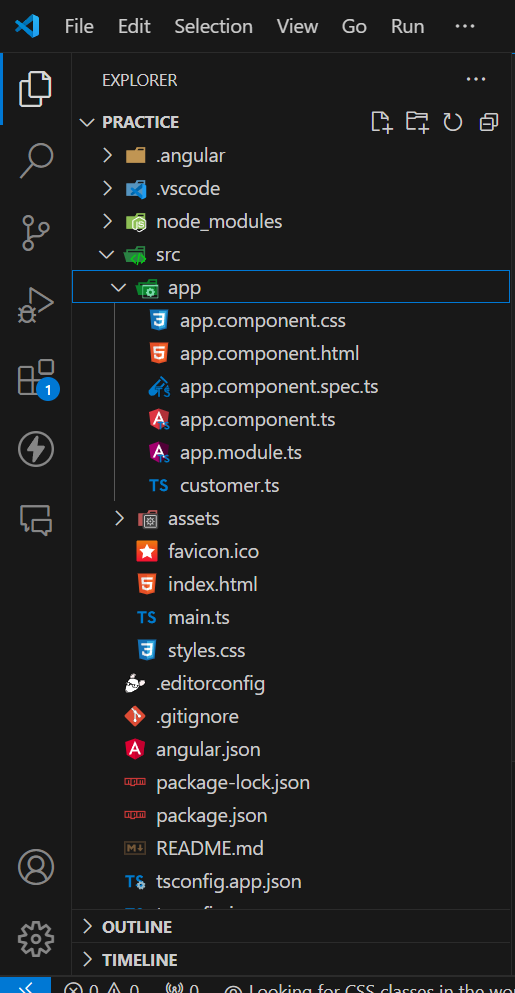 File Edit Selection View Go Run ...
EXPLORER ...
PRACTICE
.angular
.vscode
node_modules
src
app
app.component.css
app.component.html
app.component.spec.ts
app.component.ts
app.module.ts
TS customer.ts
assets
favicon.ico
index.html
TS main.ts
styles.css
.editorconfig
.gitignore
angular.json
package-lock.json
package.json
README.md
TS tsconfig.app.json
1
OUTLINE
TIMELINE
0 0 0 Looking for CSS classes in the wor